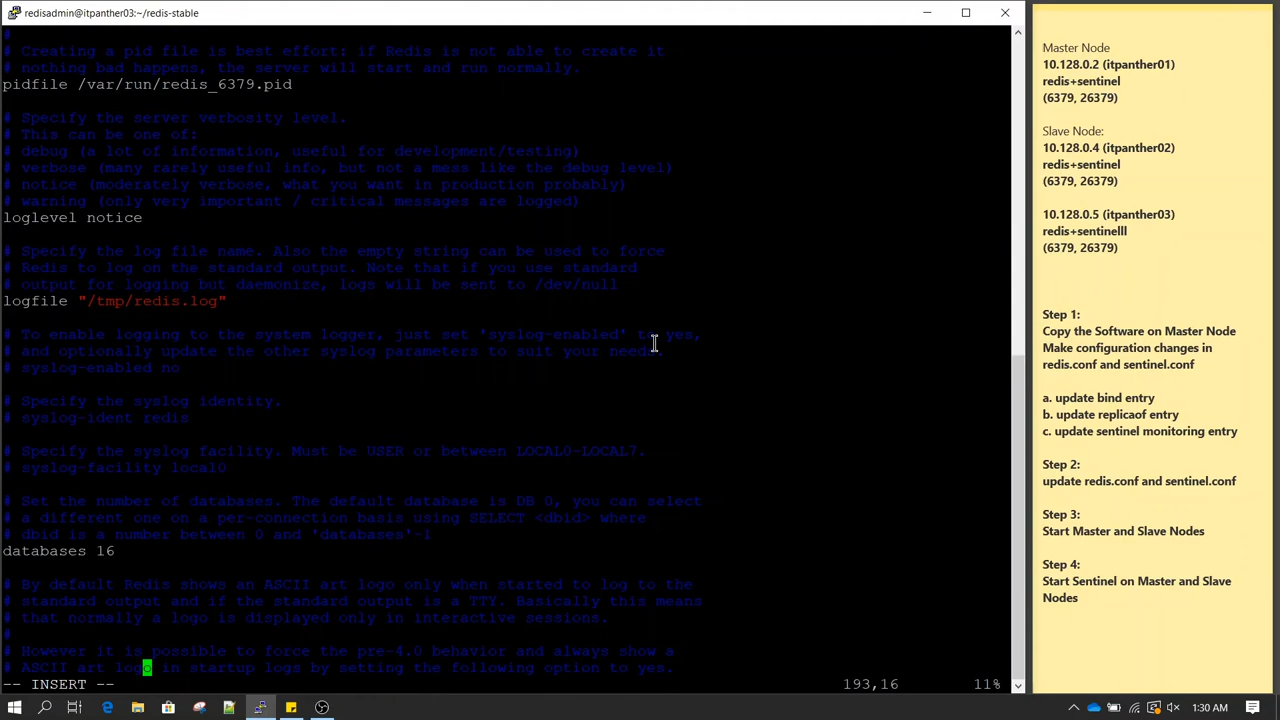 redisadmin@itpanther03:~/redis-stable
#
# Creating a pid file is best effort: if Redis is not able to create it
# nothing bad happens, the server will start and run normally.
pidfile /var/run/redis_6379.pid
# Specify the server verbosity level.
# This can be one of:
# debug (a lot of information, useful for development/testing)
# verbose (many rarely useful info, but not a mess like the debug level)
# notice (moderately verbose, what you want in production probably)
# warning (only very important / critical messages are logged)
loglevel notice
# Specify the log file name. Also the empty string can be used to force
# Redis to log on the standard output. Note that if you use standard
# output for logging but daemonize, logs will be sent to /dev/null
logfile "/tmp/redis.log"
# To enable logging to the system logger, just set 'syslog-enabled' to yes,
# and optionally update the other syslog parameters to suit your needs.
# syslog-enabled no
# Specify the syslog identity.
# syslog-ident redis
# Specify the syslog facility. Must be USER or between LOCAL0-LOCAL7.
# syslog-facility local0
# Set the number of databases. The default database is DB 0, you can select
# a different one on a per-connection basis using SELECT <dbid> where
# dbid is a number between 0 and 'databases'-1
databases 16
# By default Redis shows an ASCII art logo only when started to log to the
# standard output and if the standard output is a TTY. Basically this means
# that normally a logo is displayed only in interactive sessions.
#
# However it is possible to force the pre-4.0 behavior and always show a
# ASCII art logo in startup logs by setting the following option to yes.
-- INSERT -- 193,16 11%
Master Node
10.128.0.2 (itpanther01)
redis+sentinel
(6379, 26379)
Slave Node:
10.128.0.4 (itpanther02)
redis+sentinel
(6379, 26379)
10.128.0.5 (itpanther03)
redis+sentinelll
(6379, 26379)
Step 1:
Copy the Software on Master Node
Make configuration changes in
redis.conf and sentinel.conf
a. update bind entry
b. update replicaof entry
c. update sentinel monitoring entry
Step 2:
update redis.conf and sentinel.conf
Step 3:
Start Master and Slave Nodes
Step 4:
Start Sentinel on Master and Slave
Nodes
1:30 AM